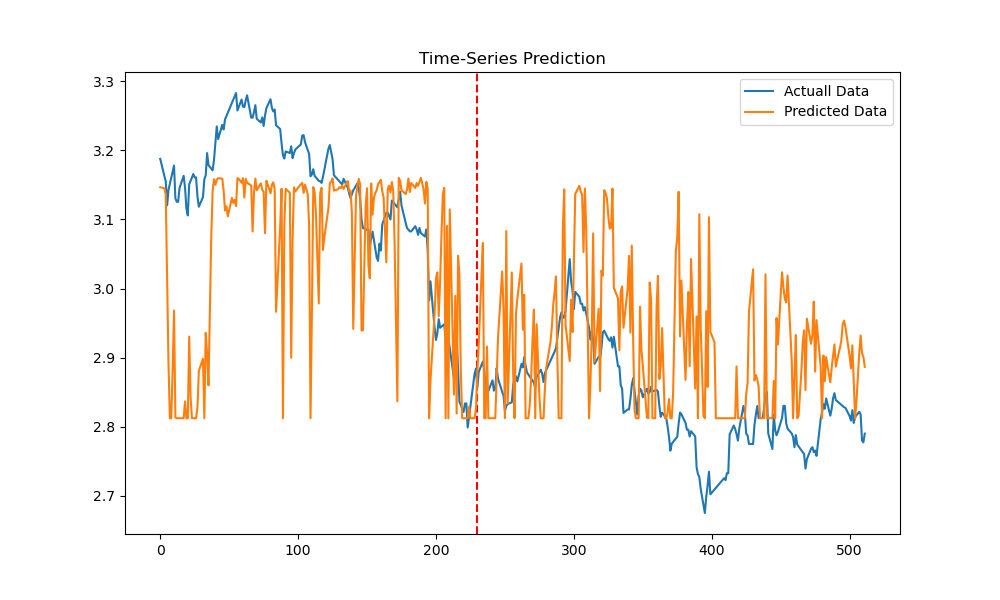 Time-Series Prediction
Actuall Data
Predicted Data
3.3
3.2
3.1
3.0
2.9
2.8
2.7
0 100 200 300 400 500